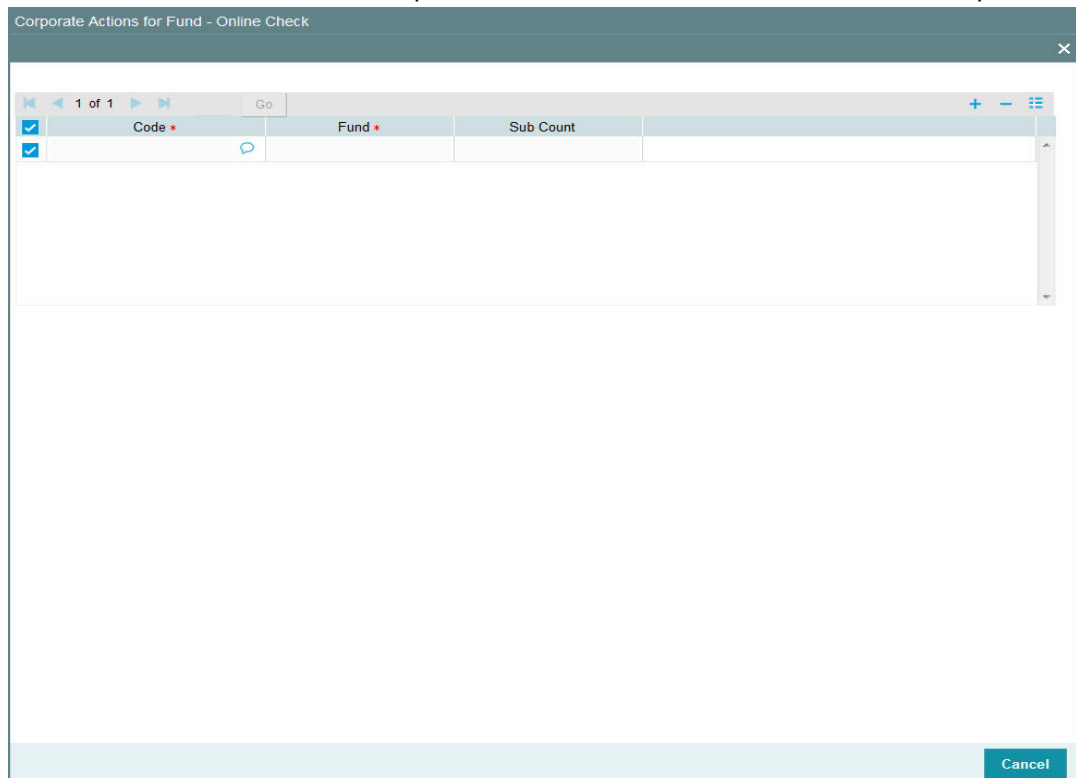 Corporate Actions for Fund - Online Check
1 of 1 Go
Code * Fund * Sub Count
Cancel